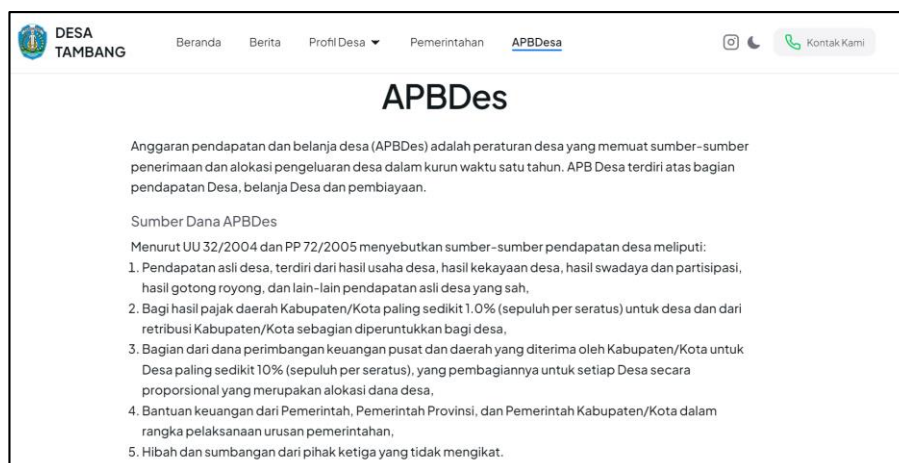 DESA
TAMBANG
Beranda Berita Profil Desa Pemerintahan APBDesa Kontak Kami
APBDes
Anggaran pendapatan dan belanja desa (APBDes) adalah peraturan desa yang memuat sumber-sumber
penerimaan dan alokasi pengeluaran desa dalam kurun waktu satu tahun. APB Desa terdiri atas bagian
pendapatan Desa, belanja Desa dan pembiayaan.
Sumber Dana APBDes
Menurut UU 32/2004 dan PP 72/2005 menyebutkan sumber-sumber pendapatan desa meliputi:
1. Pendapatan asli desa, terdiri dari hasil usaha desa, hasil kekayaan desa, hasil swadaya dan partisipasi,
hasil gotong royong, dan lain-lain pendapatan asli desa yang sah,
2. Bagi hasil pajak daerah Kabupaten/Kota paling sedikit 1.0% (sepuluh per seratus) untuk desa dan dari
retribusi Kabupaten/Kota sebagian diperuntukkan bagi desa,
3. Bagian dari dana perimbangan keuangan pusat dan daerah yang diterima oleh Kabupaten/Kota untuk
Desa paling sedikit 10% (sepuluh per seratus), yang pembagiannya untuk setiap Desa secara
proporsional yang merupakan alokasi dana desa,
4. Bantuan keuangan dari Pemerintah, Pemerintah Provinsi, dan Pemerintah Kabupaten/Kota dalam
rangka pelaksanaan urusan pemerintahan,
5. Hibah dan sumbangan dari pihak ketiga yang tidak mengikat.